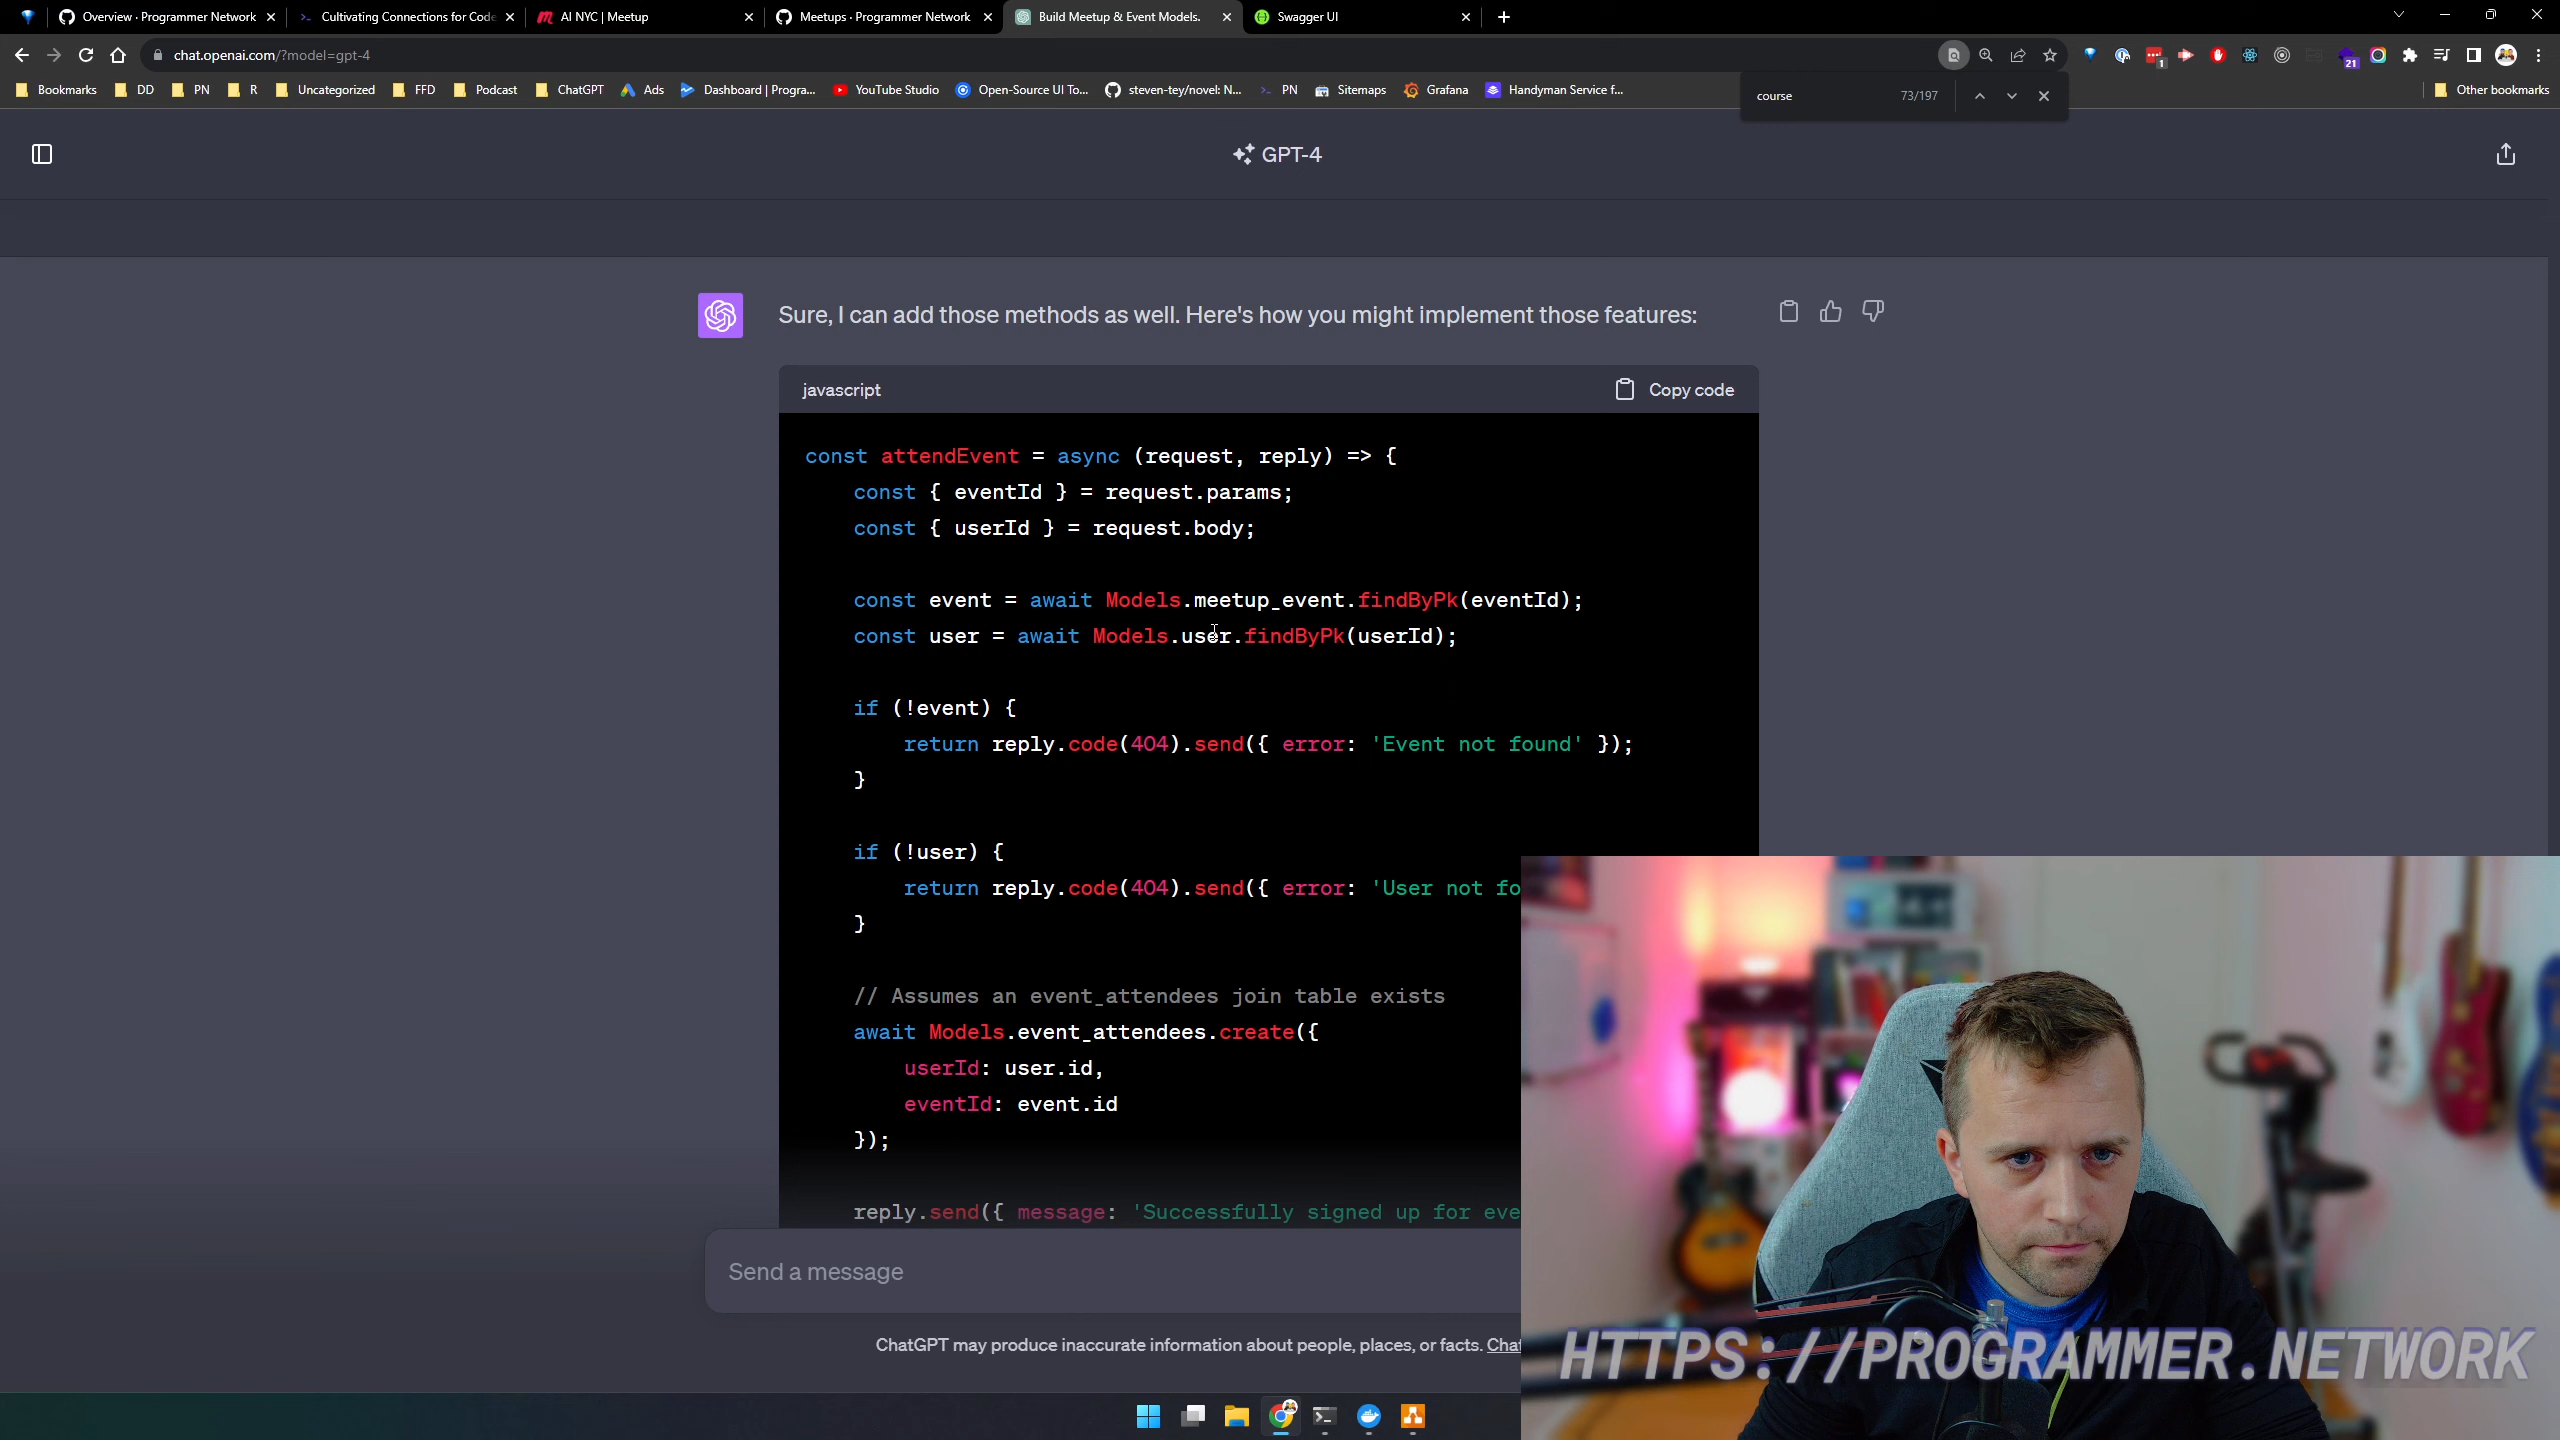 Overview · Programmer Network
Cultivating Connections for Code
AI NYC | Meetup
Meetups · Programmer Network
Build Meetup & Event Models.
Swagger UI
chat.openai.com/?model=gpt-4
1
21
Bookmarks
DD
PN
R
Uncategorized
FFD
Podcast
ChatGPT
Ads
Dashboard | Progra...
YouTube Studio
Open-Source UI To...
steven-tey/novel: N...
PN
Sitemaps
Grafana
Handyman Service f...
Other bookmarks
course
73/197
GPT-4
Sure, I can add those methods as well. Here's how you might implement those features:
javascript
Copy code
const attendEvent = async (request, reply) => {
const { eventId } = request.params;
const { userId } = request.body;
const event = await Models.meetup_event.findByPk(eventId);
const user = await Models.user.findByPk(userId);
if (!event) {
return reply.code(404).send({ error: 'Event not found' });
}
if (!user) {
return reply.code(404).send({ error: 'User not fo
}
// Assumes an event_attendees join table exists
await Models.event_attendees.create({
userId: user.id,
eventId: event.id
});
reply.send({ message: 'Successfully signed up for eve
Send a message
ChatGPT may produce inaccurate information about people, places, or facts. Chat
HTTPS://PROGRAMMER.NETWORK